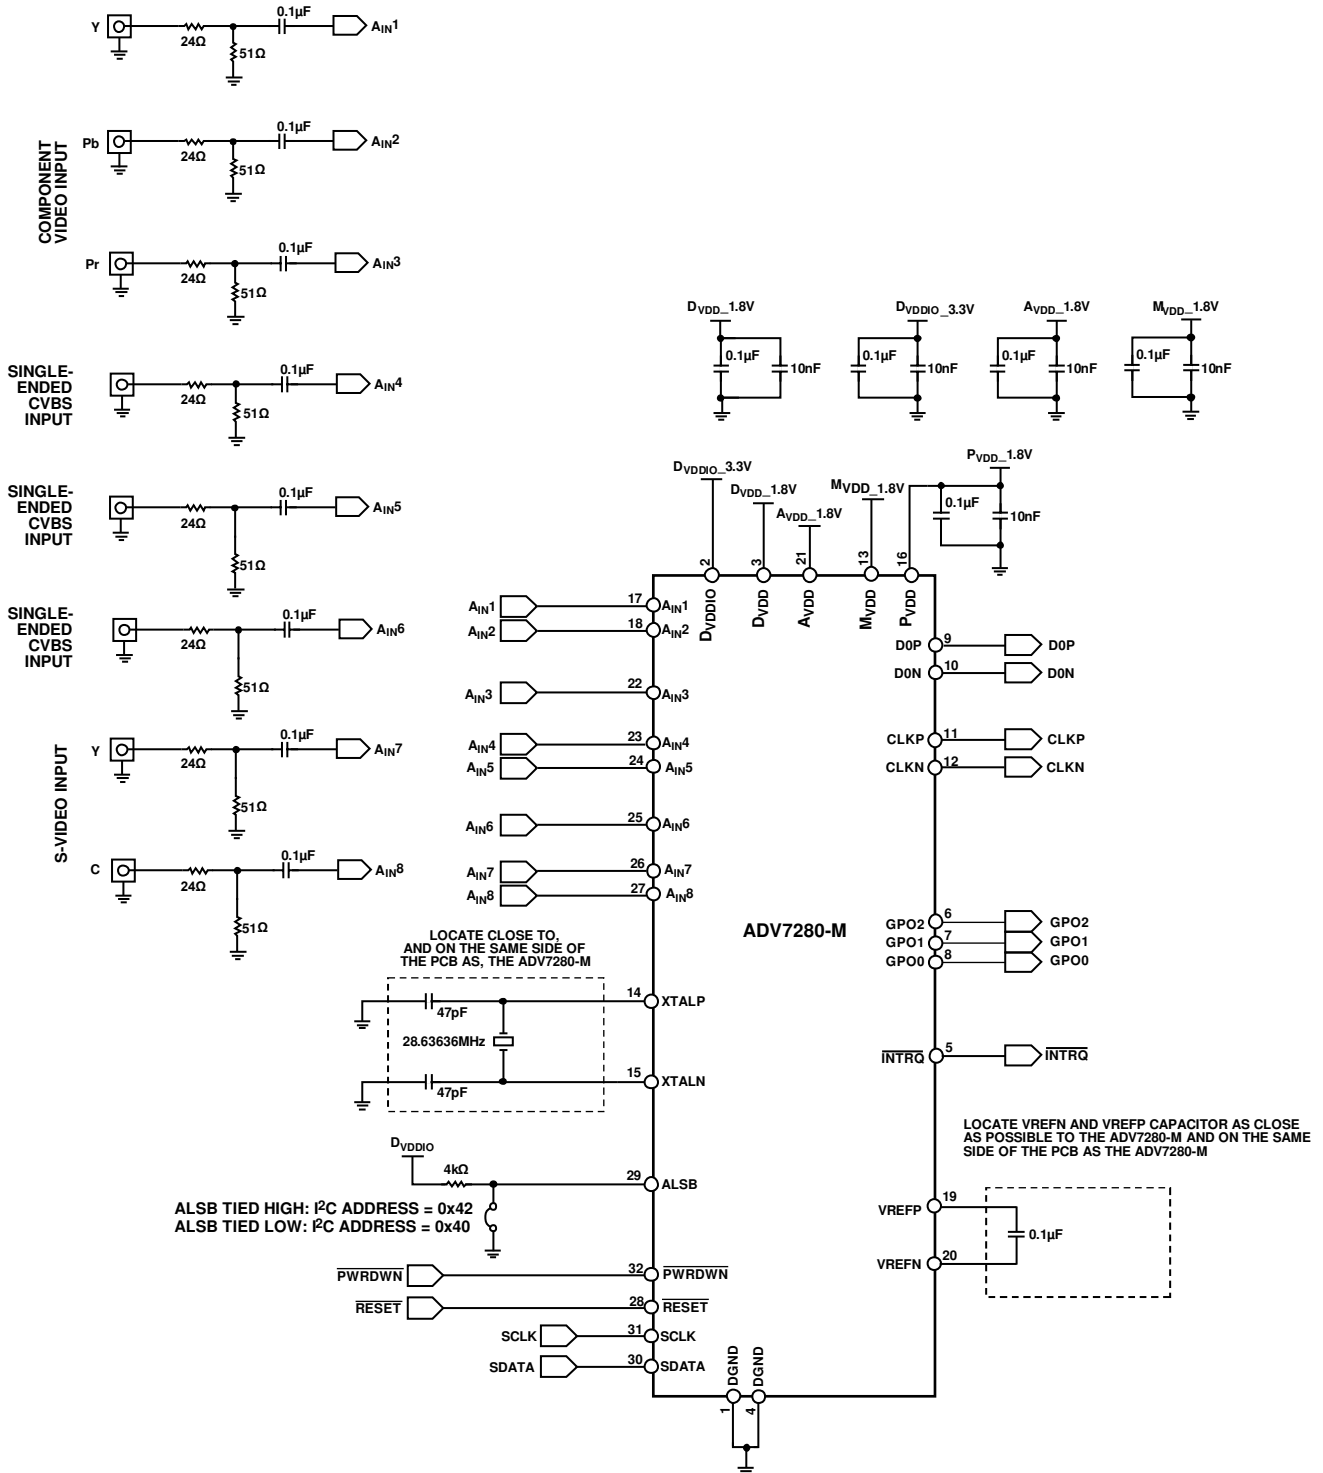 COMPONENT
VIDEO INPUT
Y
24Ω
51Ω
0.1µF
AIN1
Pb
24Ω
51Ω
0.1µF
AIN2
Pr
24Ω
51Ω
0.1µF
AIN3
SINGLE-
ENDED
CVBS
INPUT
24Ω
51Ω
0.1µF
AIN4
SINGLE-
ENDED
CVBS
INPUT
24Ω
51Ω
0.1µF
AIN5
SINGLE-
ENDED
CVBS
INPUT
24Ω
51Ω
0.1µF
AIN6
S-VIDEO INPUT
Y
24Ω
51Ω
0.1µF
AIN7
C
24Ω
51Ω
0.1µF
AIN8
DVDD_1.8V
0.1µF
10nF
DVDDIO_3.3V
0.1µF
10nF
AVDD_1.8V
0.1µF
10nF
MVDD_1.8V
0.1µF
10nF
DVDDIO_3.3V
DVDD_1.8V
AVDD_1.8V
MVDD_1.8V
PVDD_1.8V
0.1µF
10nF
2
3
21
13
16
DVDDIO
DVDD
AVDD
MVDD
PVDD
AIN1
17
AIN1
AIN2
18
AIN2
AIN3
22
AIN3
AIN4
23
AIN4
AIN5
24
AIN5
AIN6
25
AIN6
AIN7
26
AIN7
AIN8
27
AIN8
ADV7280-M
D0P
9
D0P
D0N
10
D0N
CLKP
11
CLKP
CLKN
12
CLKN
GPO2
6
GPO2
GPO1
7
GPO1
GPO0
8
GPO0
INTRQ
5
INTRQ
LOCATE CLOSE TO,
AND ON THE SAME SIDE OF
THE PCB AS, THE ADV7280-M
47pF
28.63636MHz
47pF
14
XTALP
15
XTALN
LOCATE VREFN AND VREFP CAPACITOR AS CLOSE
AS POSSIBLE TO THE ADV7280-M AND ON THE SAME
SIDE OF THE PCB AS THE ADV7280-M
VREFP
19
0.1µF
VREFN
20
DVDDIO
4kΩ
29
ALSB
ALSB TIED HIGH: I2C ADDRESS = 0x42
ALSB TIED LOW: I2C ADDRESS = 0x40
PWRDWN
32
PWRDWN
RESET
28
RESET
SCLK
31
SCLK
SDATA
30
SDATA
DGND
DGND
1
4